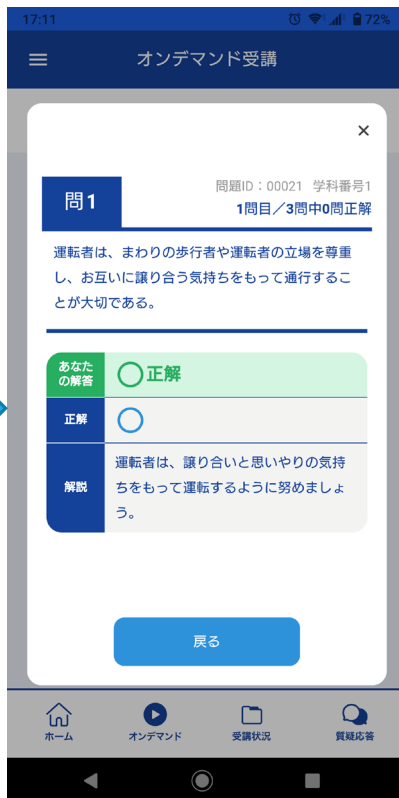 17:11
72%
オンデマンド受講
問題ID：00021 学科番号1
問1
1問目／3問中0問正解
運転者は、まわりの歩行者や運転者の立場を尊重
し、お互いに譲り合う気持ちをもって通行するこ
とが大切である。
あなた
の解答
正解
正解
解説
運転者は、譲り合いと思いやりの気持
ちをもって運転するように努めましょ
う。
戻る
ホーム
オンデマンド
受講状況
質疑応答